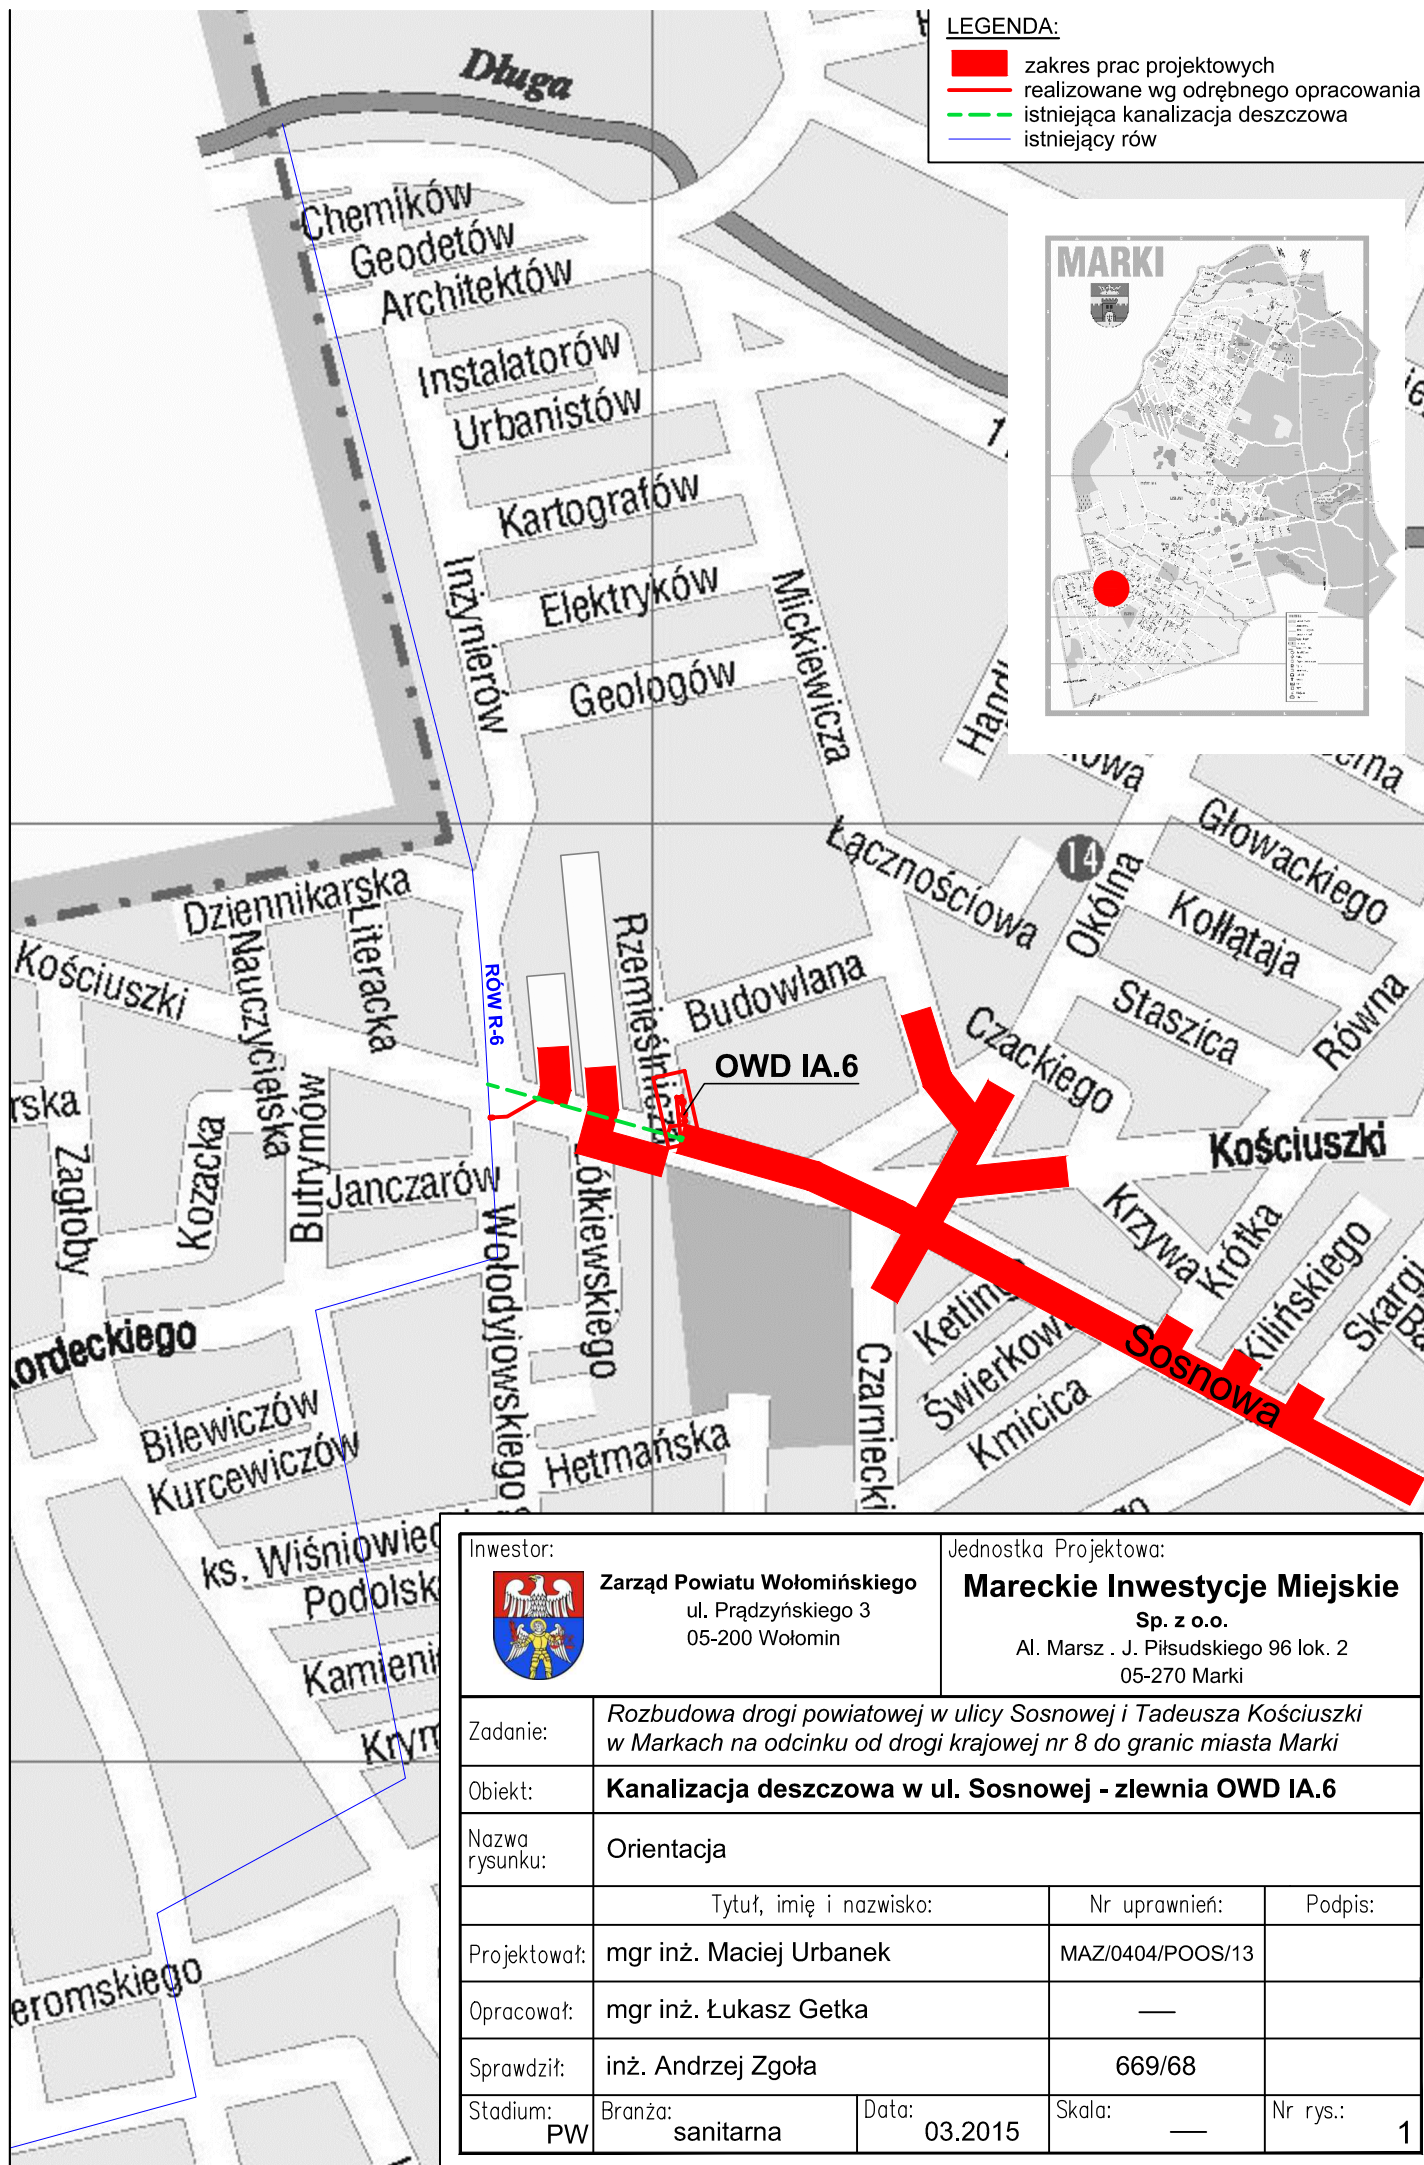 LEGENDA:
zakres prac projektowych
realizowane wg odrębnego opracowania
istniejąca kanalizacja deszczowa
istniejący rów
Długa
MARKI
Chemików
Geodetów
Architektów
Instalatorów
Urbanistów
Kartografów
Elektryków
Geologów
Inżynierów
Mickiewicza
Łącznościowa
14
Okólna
Głowackiego
Kołłątaja
Staszica
Równa
Dziennikarska
Literacka
Nauczycielska
Kościuszki
RÓW R-6
Rzemieślnicza
Budowlana
OWD IA.6
Czackiego
Kościuszki
Zagłoby
Kozacka
Butrymów
Janczarów
Wołodyjowskiego
Krzywa
Krótka
Kilińskiego
Skargi
Sosnowa
Kmicica
Hetmańska
Bilewiczów
Kurcewiczów
Inwestor:
Zarząd Powiatu Wołomińskiego
ul. Prądzyńskiego 3
05-200 Wołomin
Jednostka Projektowa:
Mareckie Inwestycje Miejskie
Sp. z o.o.
Al. Marsz . J. Piłsudskiego 96 lok. 2
05-270 Marki
Zadanie:
Rozbudowa drogi powiatowej w ulicy Sosnowej i Tadeusza Kościuszki
w Markach na odcinku od drogi krajowej nr 8 do granic miasta Marki
Obiekt:
Kanalizacja deszczowa w ul. Sosnowej - zlewnia OWD IA.6
Nazwa
rysunku:
Orientacja
Tytuł, imię i nazwisko:
Nr uprawnień:
Podpis:
Projektował:
mgr inż. Maciej Urbanek
MAZ/0404/POOS/13
Opracował:
mgr inż. Łukasz Getka
—
Sprawdził:
inż. Andrzej Zgoła
669/68
Stadium:
PW
Branża:
sanitarna
Data:
03.2015
Skala:
—
Nr rys.:
1